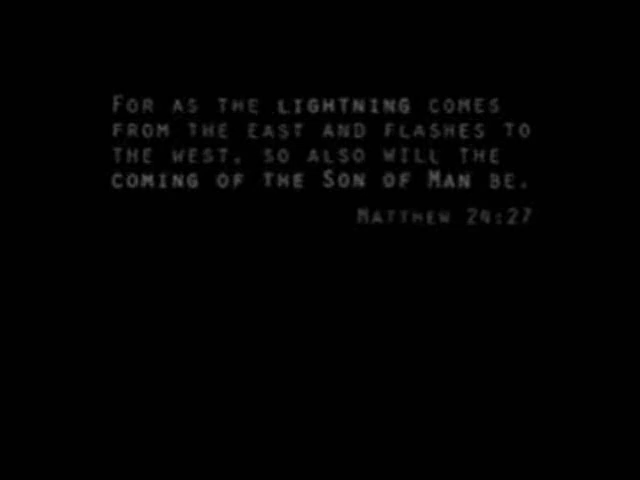 For as the lightning comes
from the east and flashes to
the west, so also will the
coming of the Son of Man be.
Matthew 24:27